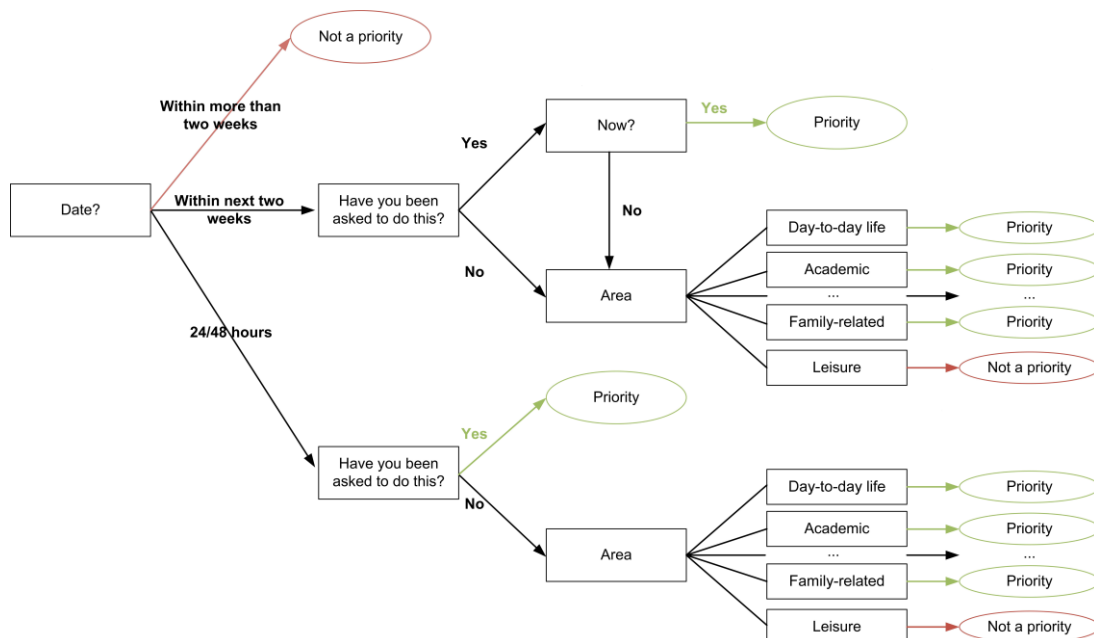 Not a priority
Within more than
two weeks
Now?
Yes
Priority
Yes
Date?
Within next two
weeks
Have you been
asked to do this?
No
No
Area
Day-to-day life
Priority
Academic
Priority
...
...
Family-related
Priority
Leisure
Not a priority
24/48 hours
Priority
Yes
Have you been
asked to do this?
No
Area
Day-to-day life
Priority
Academic
Priority
...
...
Family-related
Priority
Leisure
Not a priority